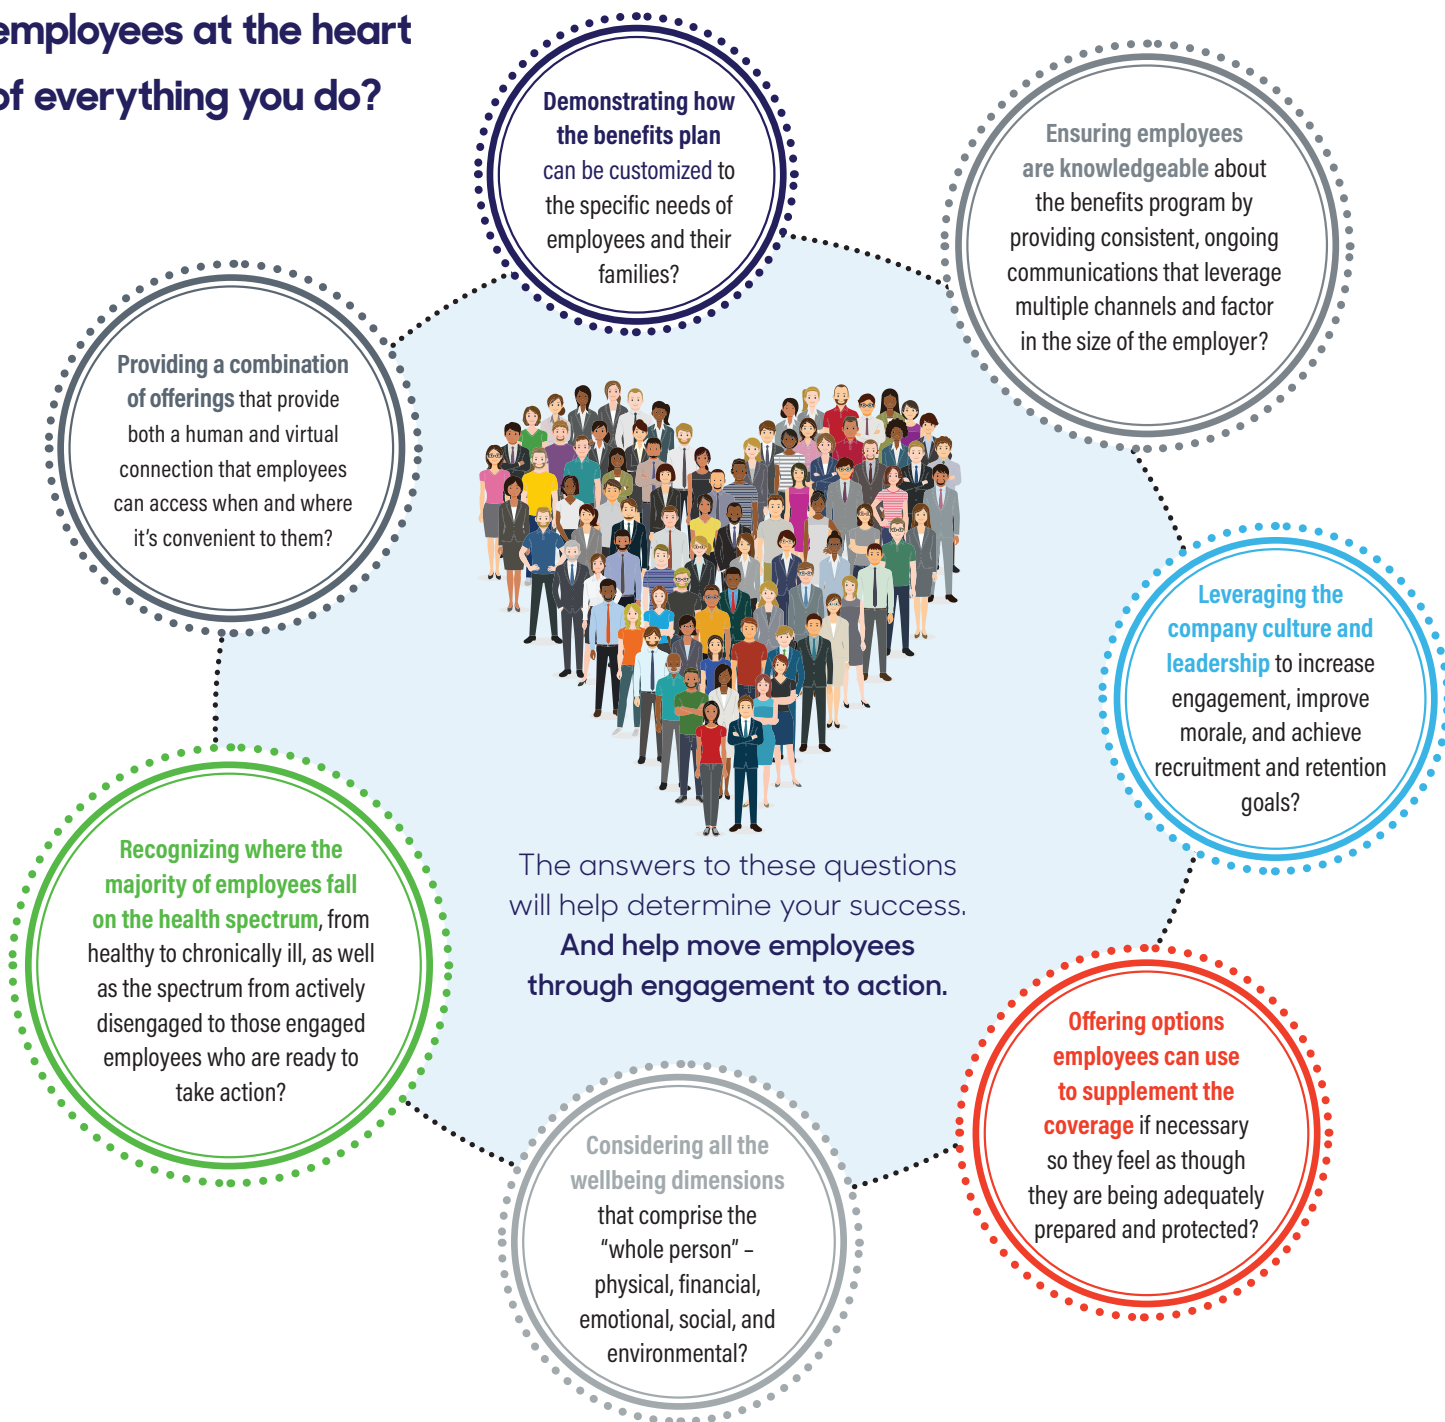 employees at the heart
of everything you do?
Demonstrating how
the benefits plan
can be customized to
the specific needs of
employees and their
families?
Ensuring employees
are knowledgeable about
the benefits program by
providing consistent, ongoing
communications that leverage
multiple channels and factor
in the size of the employer?
Leveraging the
company culture and
leadership to increase
engagement, improve
morale, and achieve
recruitment and retention
goals?
Offering options
employees can use
to supplement the
coverage if necessary
so they feel as though
they are being adequately
prepared and protected?
Considering all the
wellbeing dimensions
that comprise the
“whole person” –
physical, financial,
emotional, social, and
environmental?
Recognizing where the
majority of employees fall
on the health spectrum, from
healthy to chronically ill, as well
as the spectrum from actively
disengaged to those engaged
employees who are ready to
take action?
Providing a combination
of offerings that provide
both a human and virtual
connection that employees
can access when and where
it’s convenient to them?
The answers to these questions
will help determine your success.
And help move employees
through engagement to action.